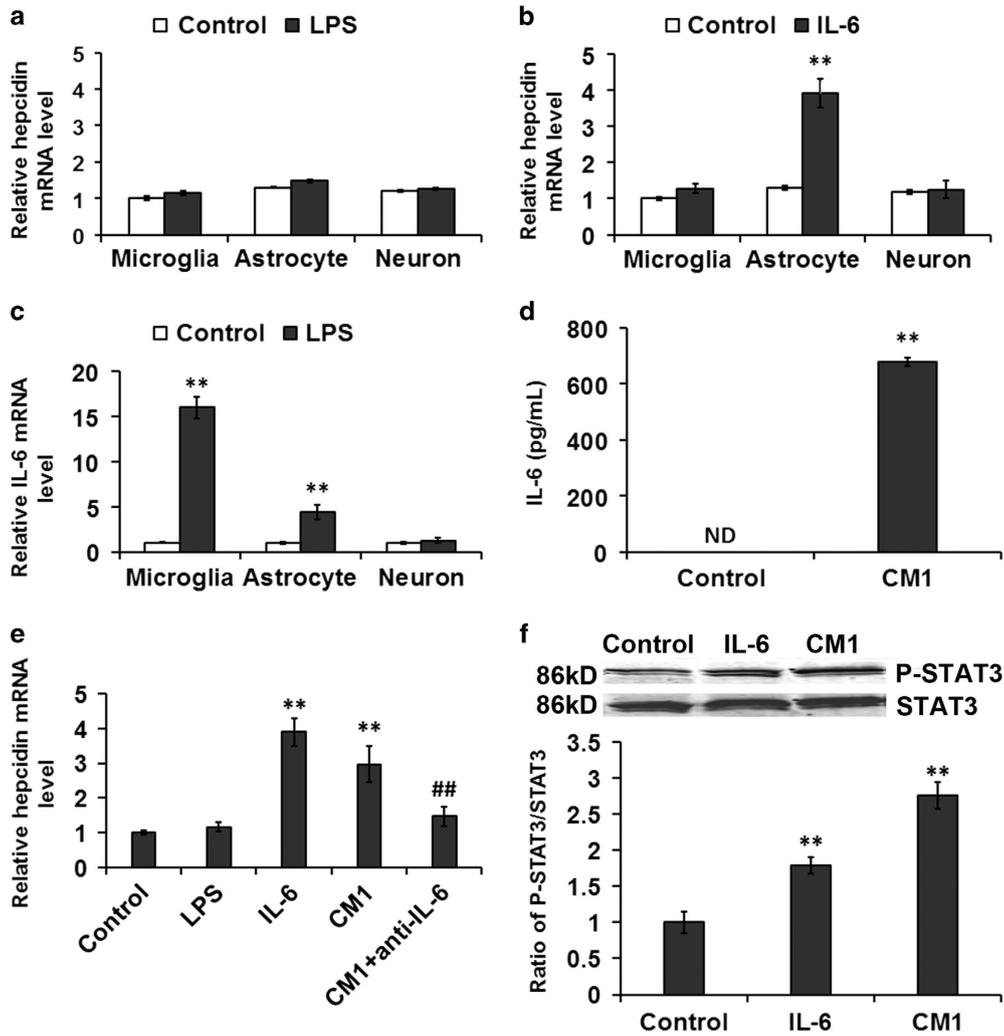 a
Control LPS
Relative hepcidin
mRNA level
5
4
3
2
1
0
Microglia Astrocyte Neuron
b
Control IL-6
Relative hepcidin
mRNA level
5
4
3
2
1
0
**
Microglia Astrocyte Neuron
c
Control LPS
Relative IL-6 mRNA
level
20
15
10
5
0
**
**
Microglia Astrocyte Neuron
d
IL-6 (pg/mL)
800
600
400
200
0
ND
**
Control CM1
e
Relative hepcidin mRNA
level
5
4
3
2
1
0
**
**
##
Control
LPS
IL-6
CM1
CM1+anti-IL-6
f
Control IL-6 CM1
86kD P-STAT3
86kD STAT3
Ratio of P-STAT3/STAT3
3.5
3
2.5
2
1.5
1
0.5
0
**
**
Control IL-6 CM1